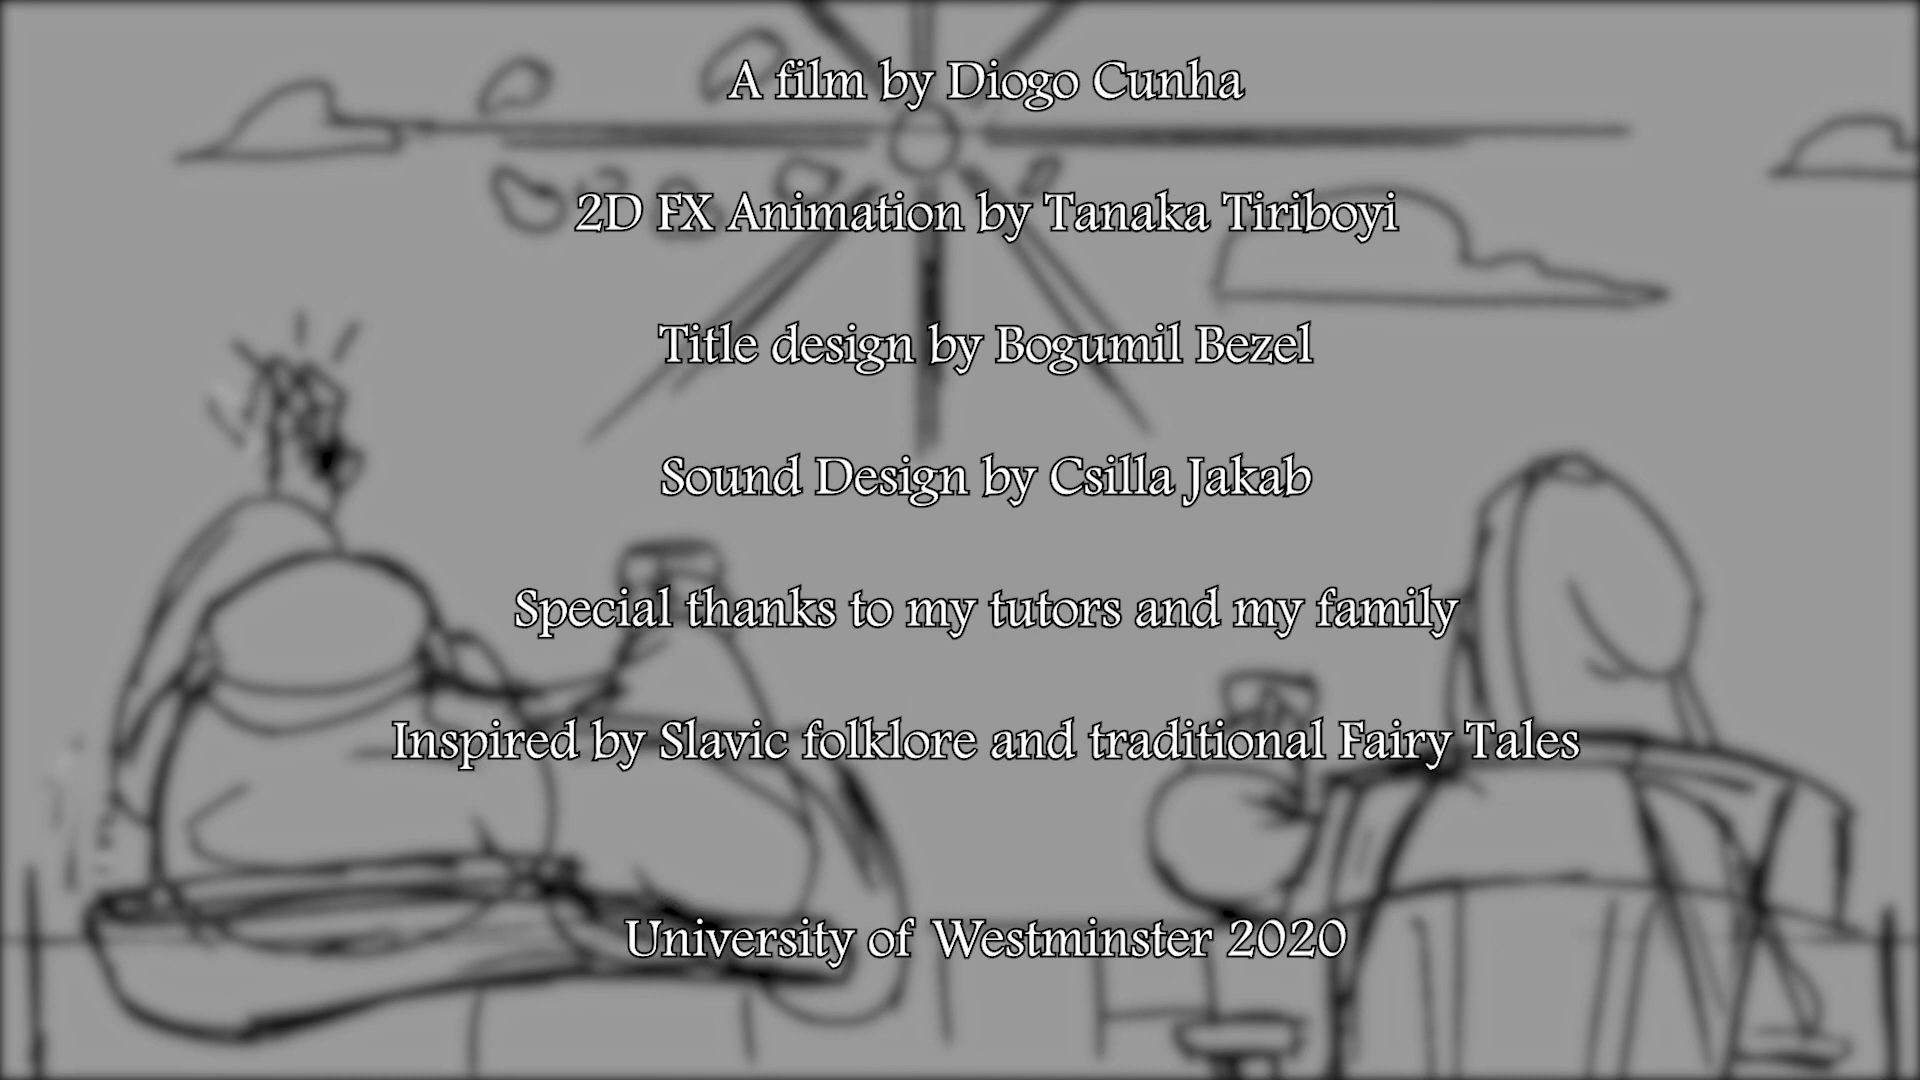 A film by Diogo Cunha
2D FX Animation by Tanaka Tiriboyi
Title design by Bogumil Bezel
Sound Design by Csilla Jakab
Special thanks to my tutors and my family
Inspired by Slavic folklore and traditional Fairy Tales
University of Westminster 2020